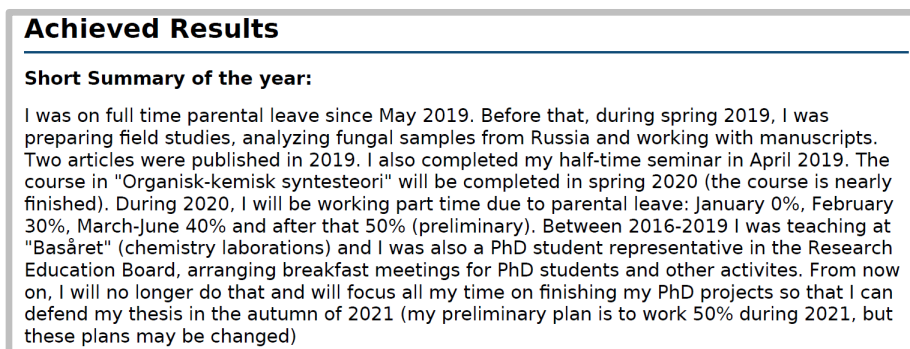 Achieved Results
Short Summary of the year:
I was on full time parental leave since May 2019. Before that, during spring 2019, I was
preparing field studies, analyzing fungal samples from Russia and working with manuscripts.
Two articles were published in 2019. I also completed my half-time seminar in April 2019. The
course in "Organisk-kemisk syntesteori" will be completed in spring 2020 (the course is nearly
finished). During 2020, I will be working part time due to parental leave: January 0%, February
30%, March-June 40% and after that 50% (preliminary). Between 2016-2019 I was teaching at
"Basåret" (chemistry laborations) and I was also a PhD student representative in the Research
Education Board, arranging breakfast meetings for PhD students and other activites. From now
on, I will no longer do that and will focus all my time on finishing my PhD projects so that I can
defend my thesis in the autumn of 2021 (my preliminary plan is to work 50% during 2021, but
these plans may be changed)